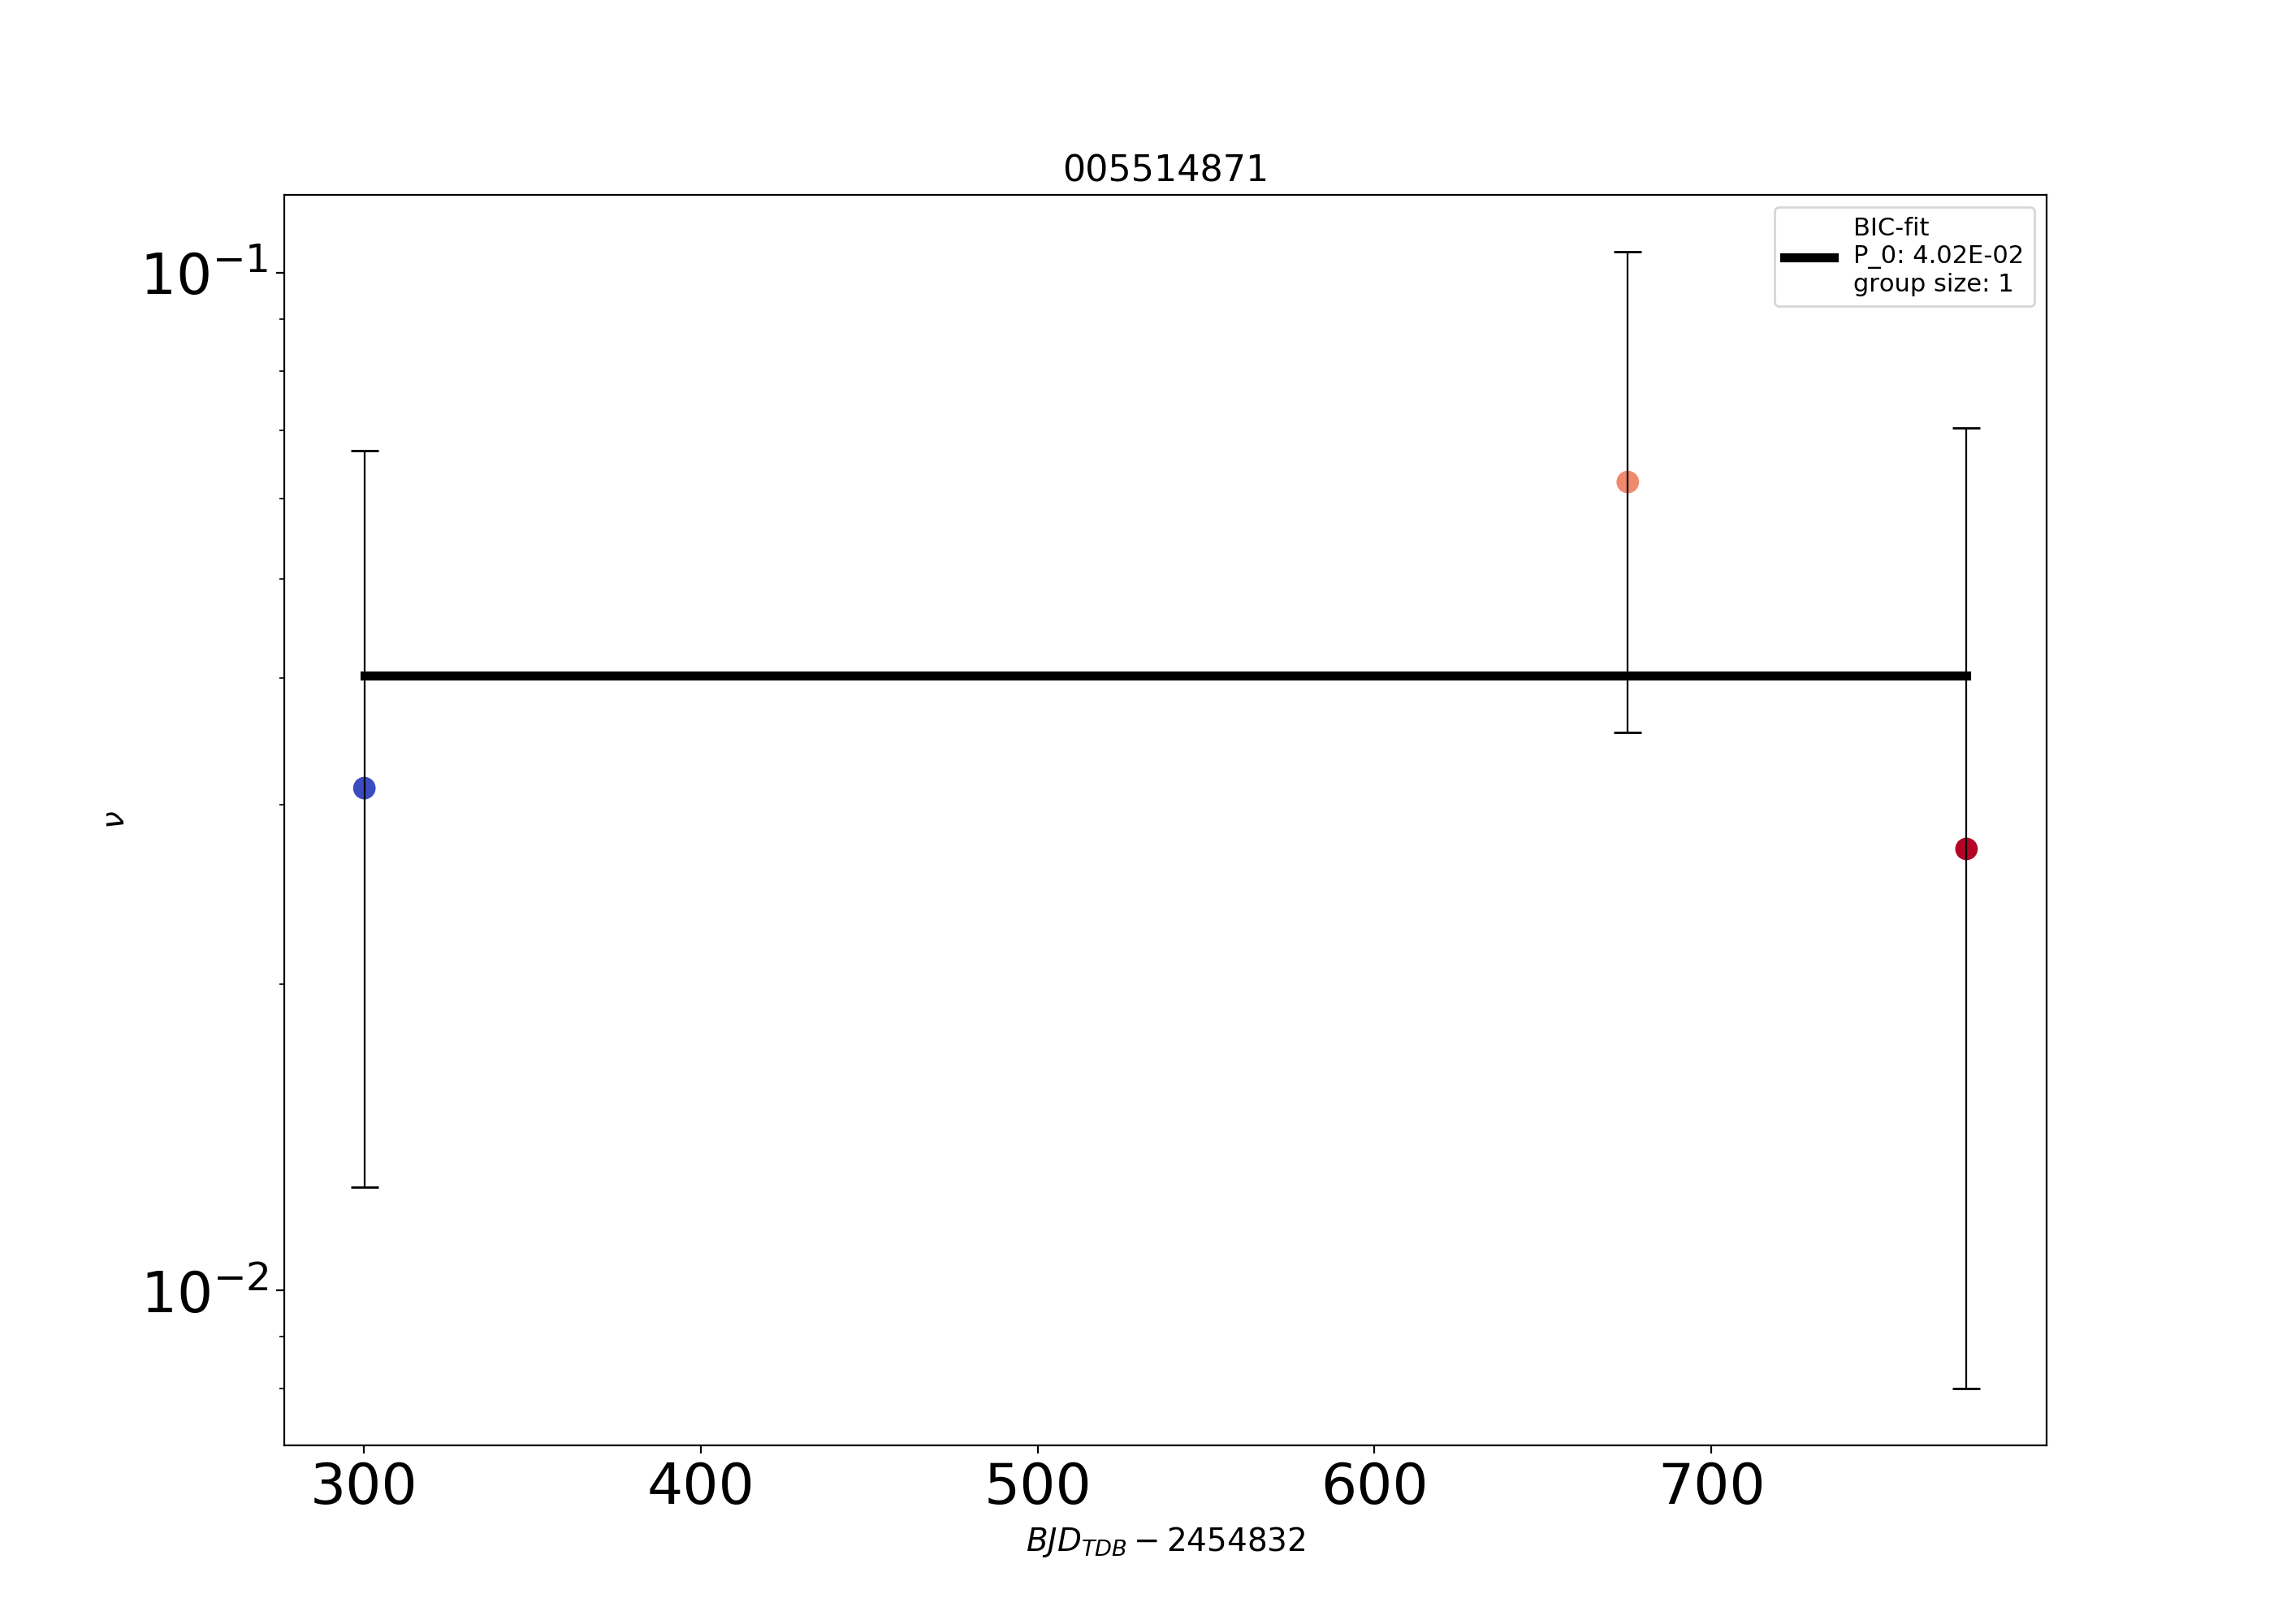 005514871
BIC-fit
P_0: 4.02E-02
group size: 1
10⁻¹
ν
10⁻²
300 400 500 600 700
BJD_TDB − 2454832